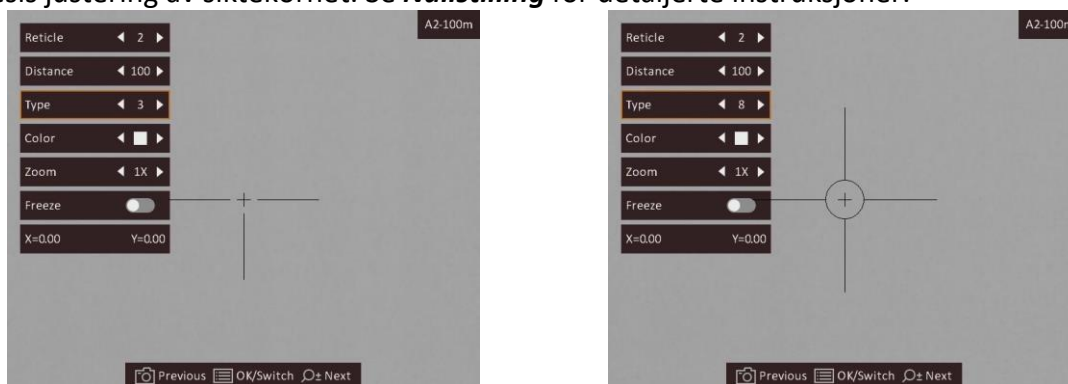 justering av siktekornet. Se Nullstilling for detaljerte instruksjoner.
A2-100m
Reticle 2
Distance 100
Type 3
Color
Zoom 1X
Freeze
X=0.00 Y=0.00
Previous OK/Switch Next
A2-100m
Reticle 2
Distance 100
Type 8
Color
Zoom 1X
Freeze
X=0.00 Y=0.00
Previous OK/Switch Next